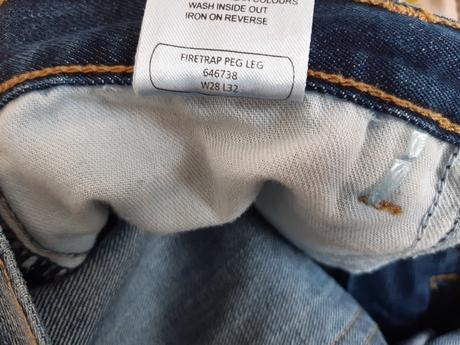 WASH INSIDE OUT
IRON ON REVERSE
FIRETRAP PEG LEG
646738
W28 L32